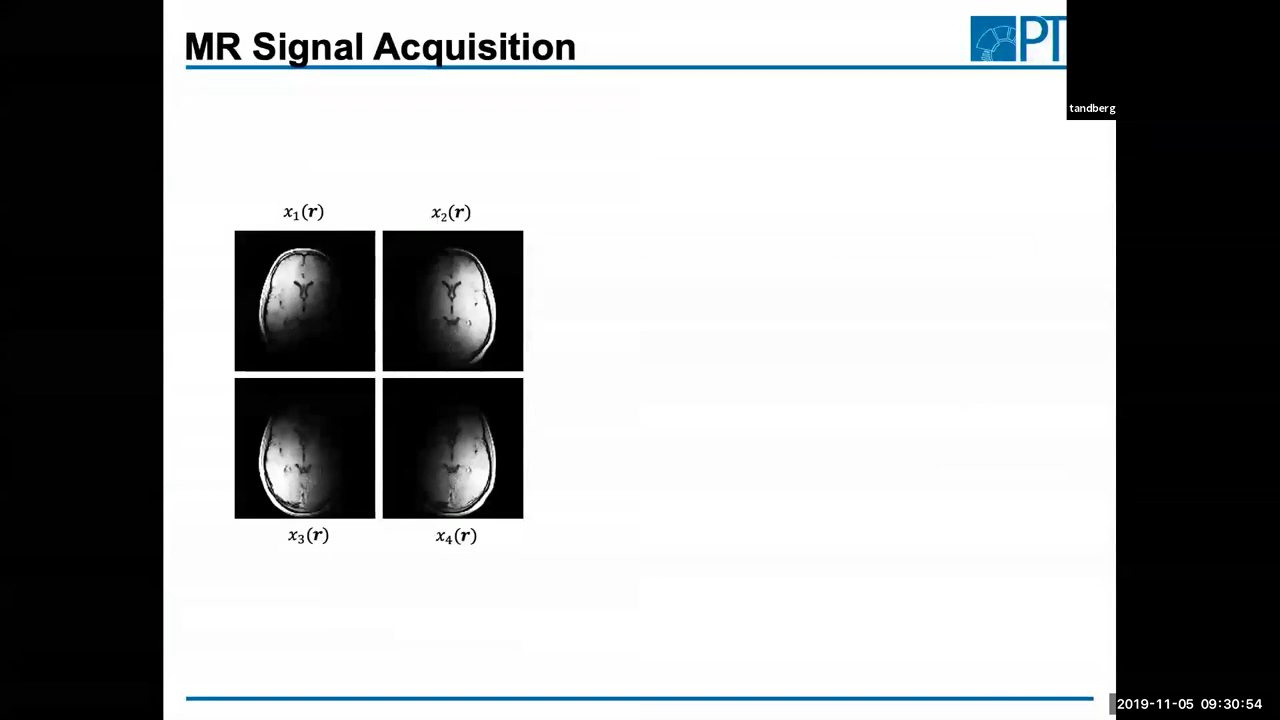 MR Signal Acquisition
PT
tandberg
x₁(r)
x₂(r)
x₃(r)
x₄(r)
2019-11-05 09:30:54